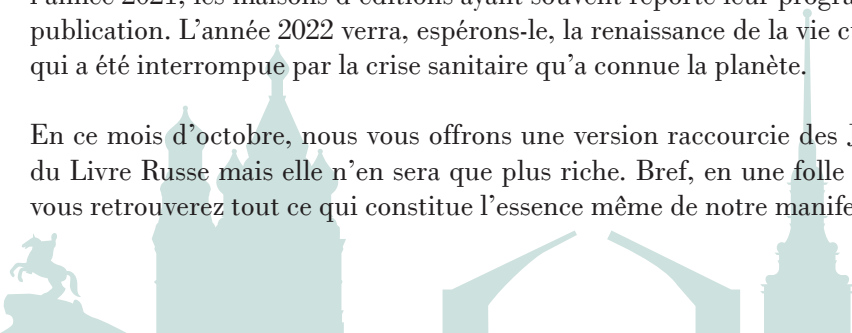 l'année 2021, les maisons d'éditions ayant souvent reporté leur
publication. L'année 2022 verra, espérons-le, la renaissance de la vie
qui a été interrompue par la crise sanitaire qu'a connue la planète.
En ce mois d'octobre, nous vous offrons une version raccourcie des
du Livre Russe mais elle n'en sera que plus riche. Bref, en une folle
vous retrouverez tout ce qui constitue l'essence même de notre